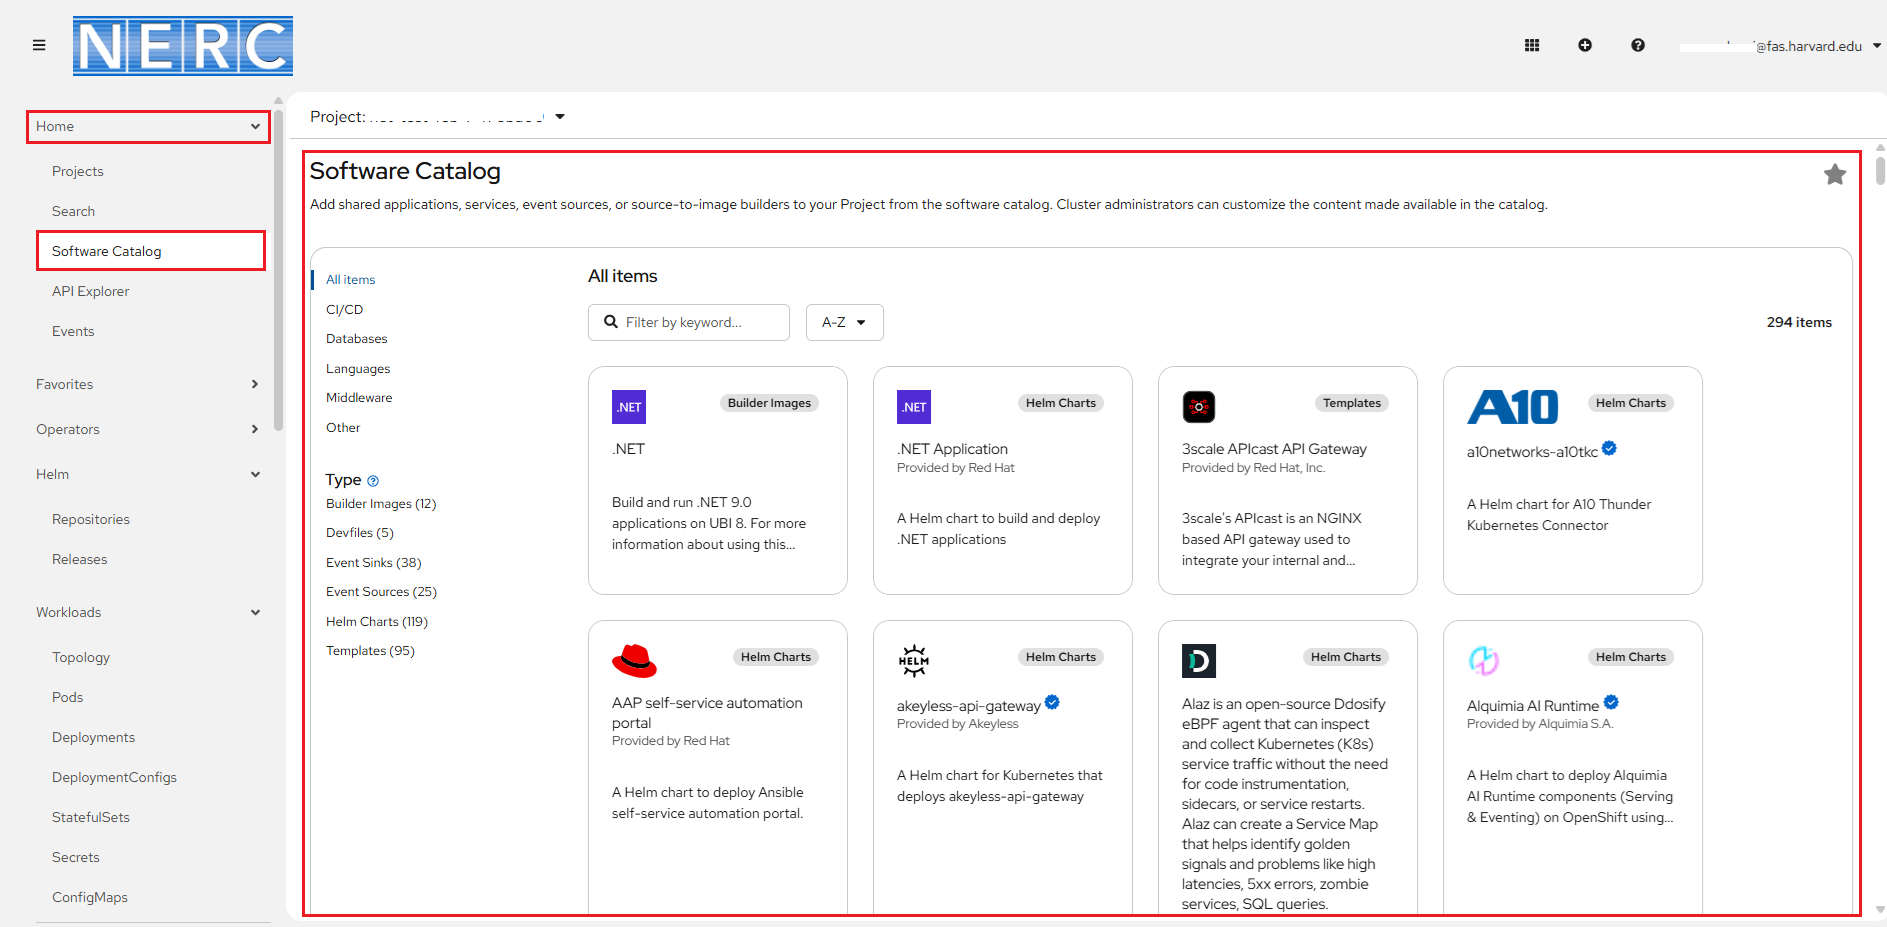 NERC
@fas.harvard.edu
Home
Projects
Search
Software Catalog
API Explorer
Events
Favorites
Operators
Helm
Repositories
Releases
Workloads
Topology
Pods
Deployments
DeploymentConfigs
StatefulSets
Secrets
ConfigMaps
Project:
Software Catalog
Add shared applications, services, event sources, or source-to-image builders to your Project from the software catalog. Cluster administrators can customize the content made available in the catalog.
All items
CI/CD
Databases
Languages
Middleware
Other
Type
Builder Images (12)
Devfiles (5)
Event Sinks (38)
Event Sources (25)
Helm Charts (119)
Templates (95)
All items
Filter by keyword...
A-Z
294 items
.NET
Builder Images
.NET
Build and run .NET 9.0
applications on UBI 8. For more
information about using this...
.NET
Helm Charts
.NET Application
Provided by Red Hat
A Helm chart to build and deploy
.NET applications
Templates
3scale APIcast API Gateway
Provided by Red Hat, Inc.
3scale's APIcast is an NGINX
based API gateway used to
integrate your internal and...
A10
Helm Charts
a10networks-a10tkc
A Helm chart for A10 Thunder
Kubernetes Connector
Helm Charts
AAP self-service automation
portal
Provided by Red Hat
A Helm chart to deploy Ansible
self-service automation portal.
HELM
Helm Charts
akeyless-api-gateway
Provided by Akeyless
A Helm chart for Kubernetes that
deploys akeyless-api-gateway
Helm Charts
Alaz is an open-source Ddosify
eBPF agent that can inspect
and collect Kubernetes (K8s)
service traffic without the need
for code instrumentation,
sidecars, or service restarts.
Alaz can create a Service Map
that helps identify golden
signals and problems like high
latencies, 5xx errors, zombie
services, SQL queries.
Helm Charts
Alquimia AI Runtime
Provided by Alquimia S.A.
A Helm chart to deploy Alquimia
AI Runtime components (Serving
& Eventing) on OpenShift using...